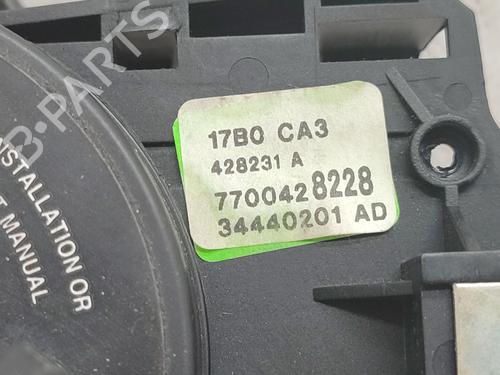 17B0 CA3
428231 A
7700428228
34440201 AD
INSTALLATION OR
T MANUAL
B-PARTS